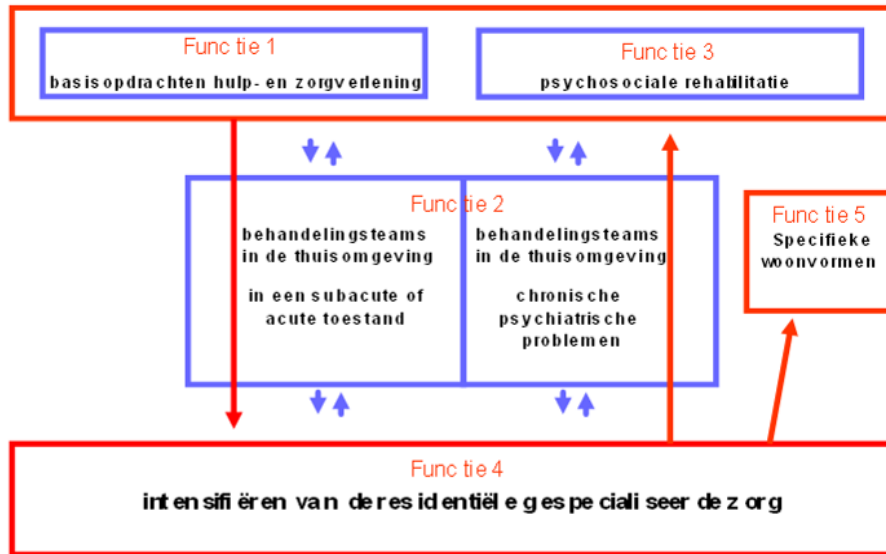 Functie 1
basisopdrachten hulp- en zorgverlening
Functie 3
psychosociale rehabilitatie
Functie 2
behandelingsteams
in de thuisomgeving
in een subacute of
acute toestand
behandelingsteams
in de thuisomgeving
chronische
psychiatrische
problemen
Functie 5
Specifieke
woonvormen
Functie 4
intensifiëren van de residentiële gespecialiseerde zorg